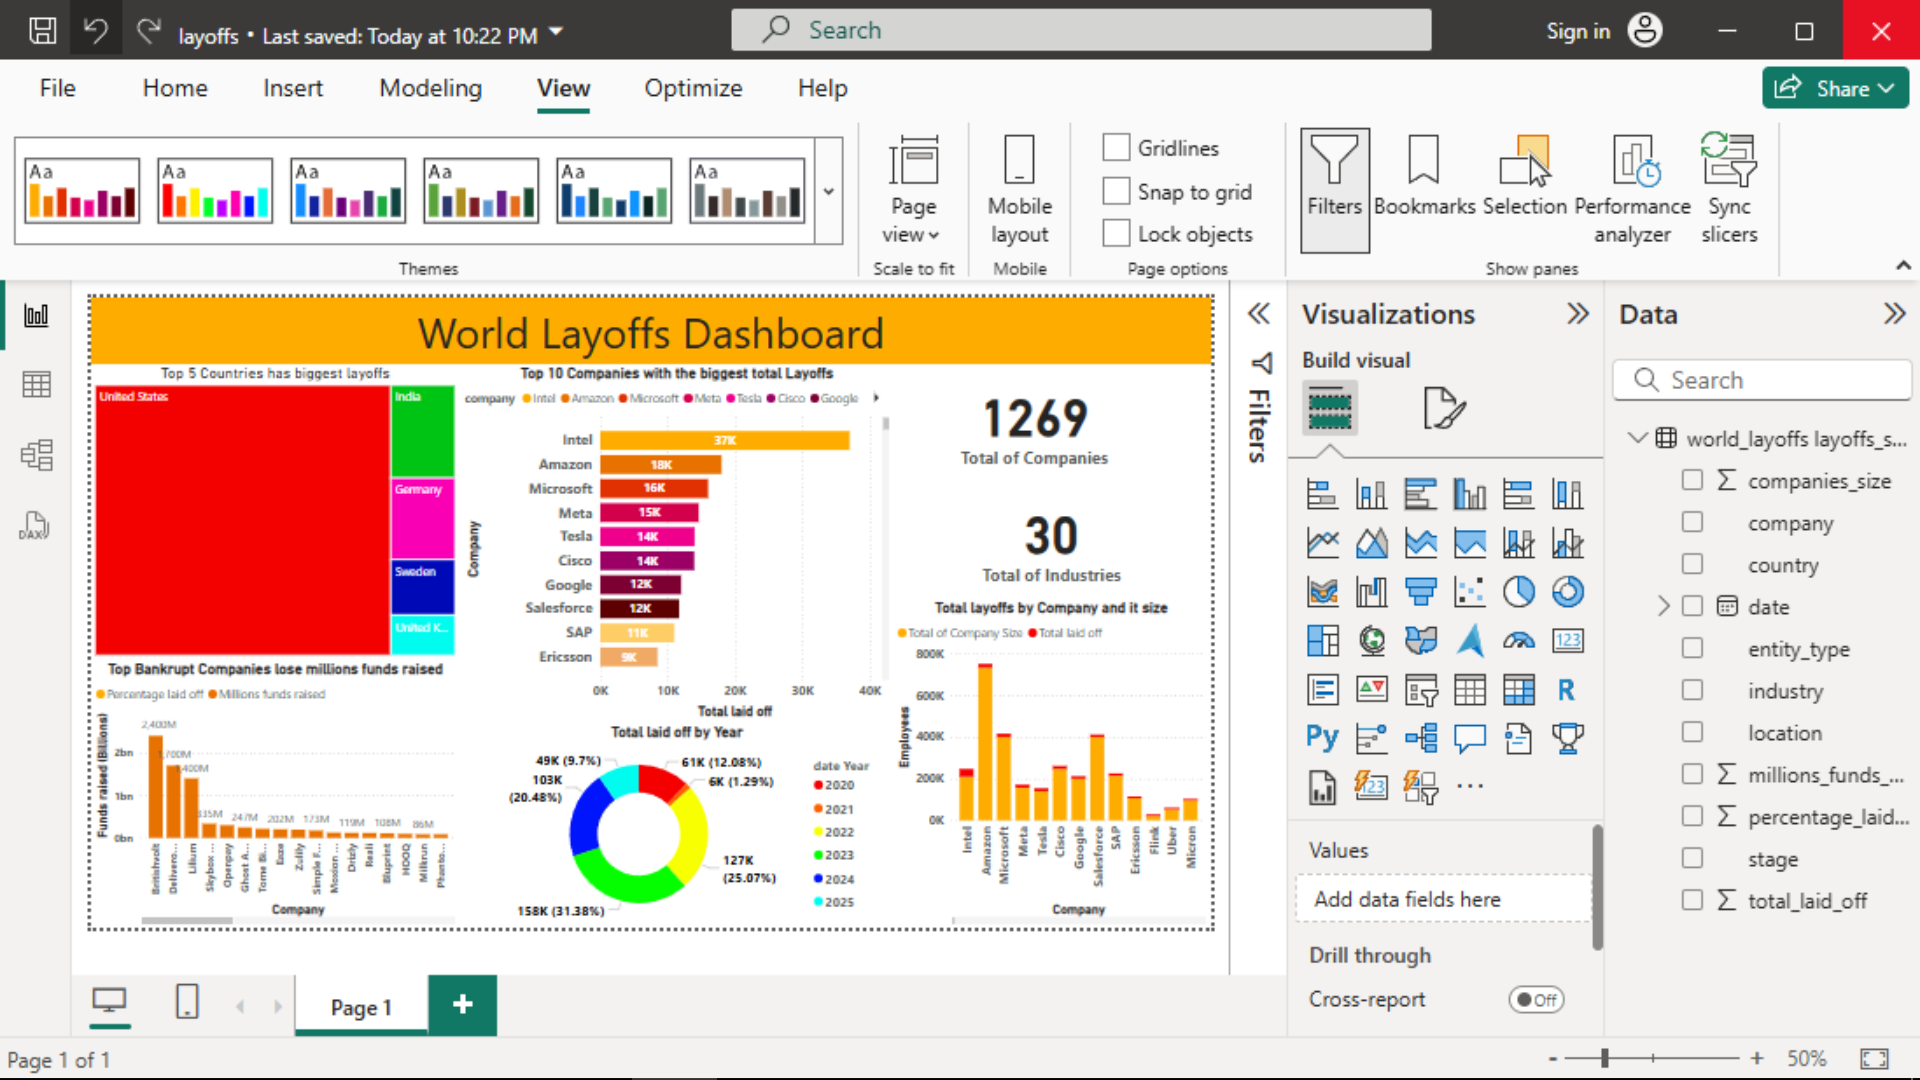 layoffs • Last saved: Today at 10:22 PM
Search
Sign in
File Home Insert Modeling View Optimize Help
Share
Aa Aa Aa Aa Aa Aa
Themes
Page view
Scale to fit
Mobile layout
Mobile
Gridlines
Snap to grid
Lock objects
Page options
Filters
Bookmarks
Selection
Performance analyzer
Sync slicers
Show panes
World Layoffs Dashboard
Top 5 Countries has biggest layoffs
United States
India
Germany
Sweden
United K...
Top 10 Companies with the biggest total Layoffs
company Intel Amazon Microsoft Meta Tesla Cisco Google
Company
Intel 37K
Amazon 18K
Microsoft 16K
Meta 15K
Tesla 14K
Cisco 14K
Google 12K
Salesforce 12K
SAP 11K
Ericsson 9K
0K 10K 20K 30K 40K
Total laid off
1269
Total of Companies
30
Total of Industries
Top Bankrupt Companies lose millions funds raised
Percentage laid off Millions funds raised
Funds raised (Billions)
2bn
1bn
0bn
2,400M
335M 247M 202M 173M 119M 108M 86M
Britishvolt Delivero... Lilium Skybox ... Openpay Ghost A... Tome Bi... Zulily Simple F... Drizly Reali Bluprint HOOQ Milkrun Phanto...
Company
Total laid off by Year
49K (9.7%)
61K (12.08%)
6K (1.29%)
103K
(20.48%)
127K
(25.07%)
158K (31.38%)
date Year
2020
2021
2022
2023
2024
2025
Total layoffs by Company and it size
Total of Company Size Total laid off
Employees
800K
600K
400K
200K
0K
Intel Amazon Microsoft Meta Tesla Cisco Google Salesforce SAP Ericsson Flink Uber Micron
Company
Filters
Visualizations
Build visual
123
R
Py
123
Values
Add data fields here
Drill through
Cross-report Off
Data
Search
world_layoffs layoffs_s...
companies_size
company
country
date
entity_type
industry
location
millions_funds_...
percentage_laid...
stage
total_laid_off
DAX
Page 1
+
Page 1 of 1
- + 50%